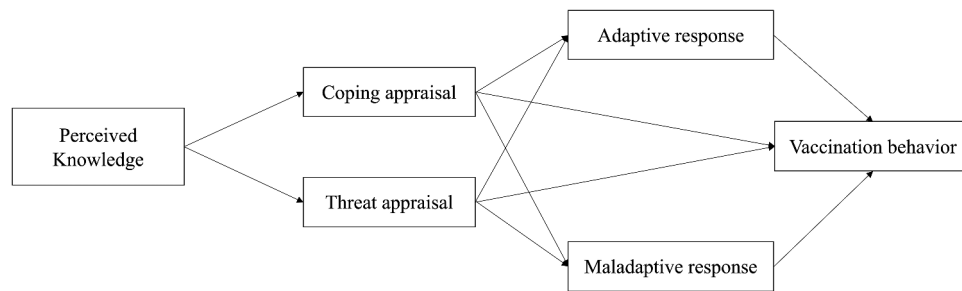 Perceived
Knowledge
Coping appraisal
Threat appraisal
Adaptive response
Maladaptive response
Vaccination behavior